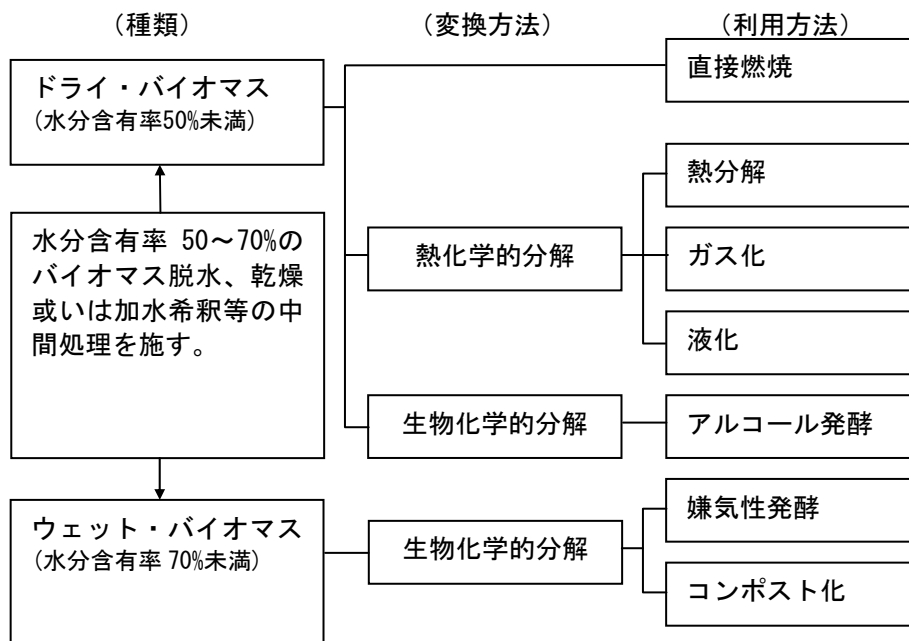 （種類）
（変換方法）
（利用方法）
ドライ・バイオマス
（水分含有率50%未満）
直接燃焼
熱分解
水分含有率 50～70%の
バイオマス脱水、乾燥
或いは加水希釈等の中
間処理を施す。
熱化学的分解
ガス化
液化
生物化学的分解
アルコール発酵
ウェット・バイオマス
（水分含有率 70%未満）
生物化学的分解
嫌気性発酵
コンポスト化